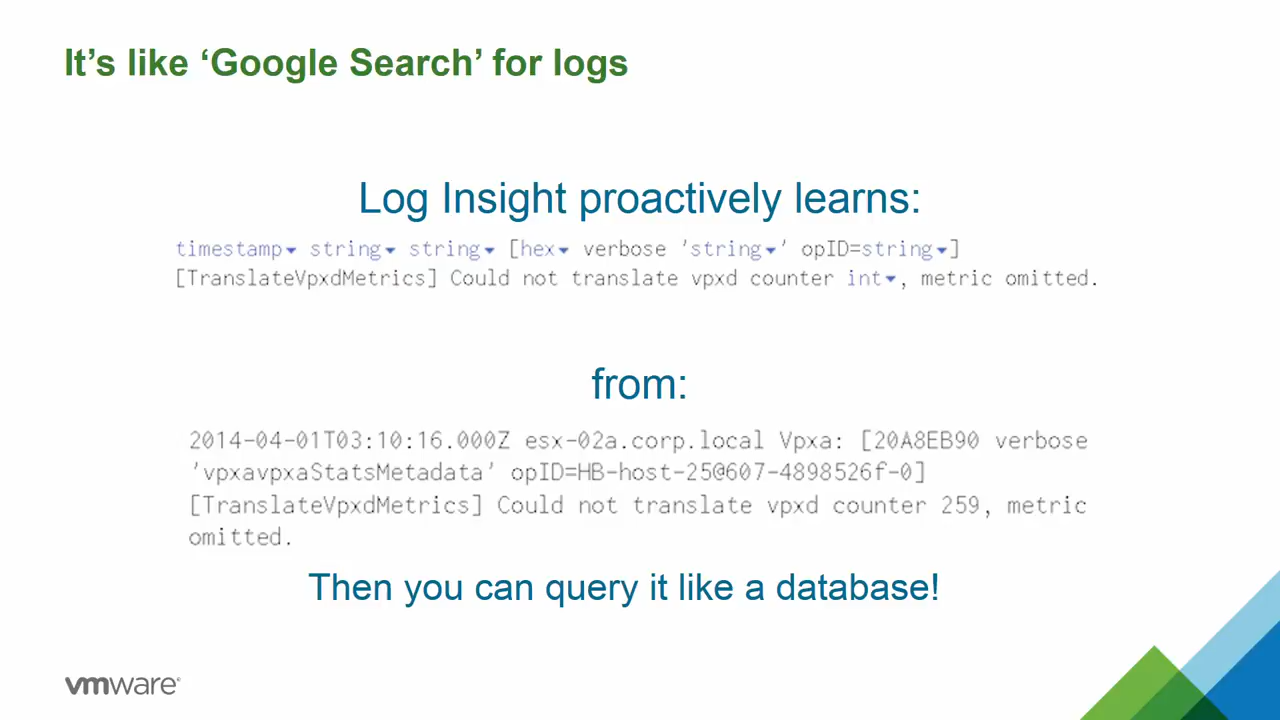 It’s like ‘Google Search’ for logs
Log Insight proactively learns:
timestamp string string [hex verbose 'string' opID=string]
[TranslateVpxdMetrics] Could not translate vpxd counter int, metric omitted.
from:
2014-04-01T03:10:16.000Z esx-02a.corp.local Vpxa: [20A8EB90 verbose
'vpxavpxaStatsMetadata' opID=HB-host-25@607-4898526f-0]
[TranslateVpxdMetrics] Could not translate vpxd counter 259, metric
omitted.
Then you can query it like a database!
vmware